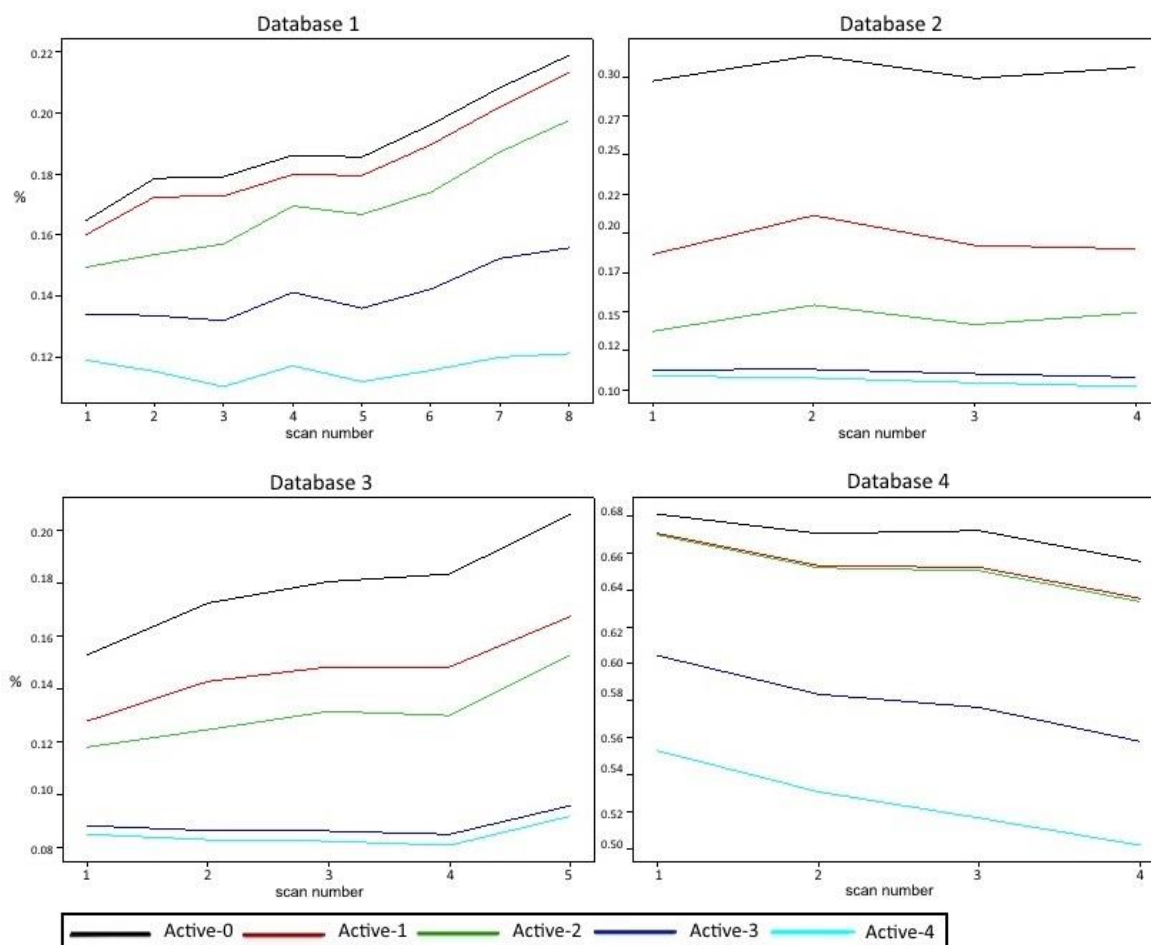 Database 1
Database 2
0.22
0.20
0.18
%
0.16
0.14
0.12
1 2 3 4 5 6 7 8
scan number
0.30
0.27
0.25
0.22
0.20
0.17
0.15
0.12
0.10
1 2 3 4
scan number
Database 3
Database 4
0.20
0.18
0.16
%
0.14
0.12
0.10
0.08
1 2 3 4 5
scan number
0.68
0.66
0.64
0.62
0.60
0.58
0.56
0.54
0.52
0.50
1 2 3 4
scan number
Active-0 Active-1 Active-2 Active-3 Active-4